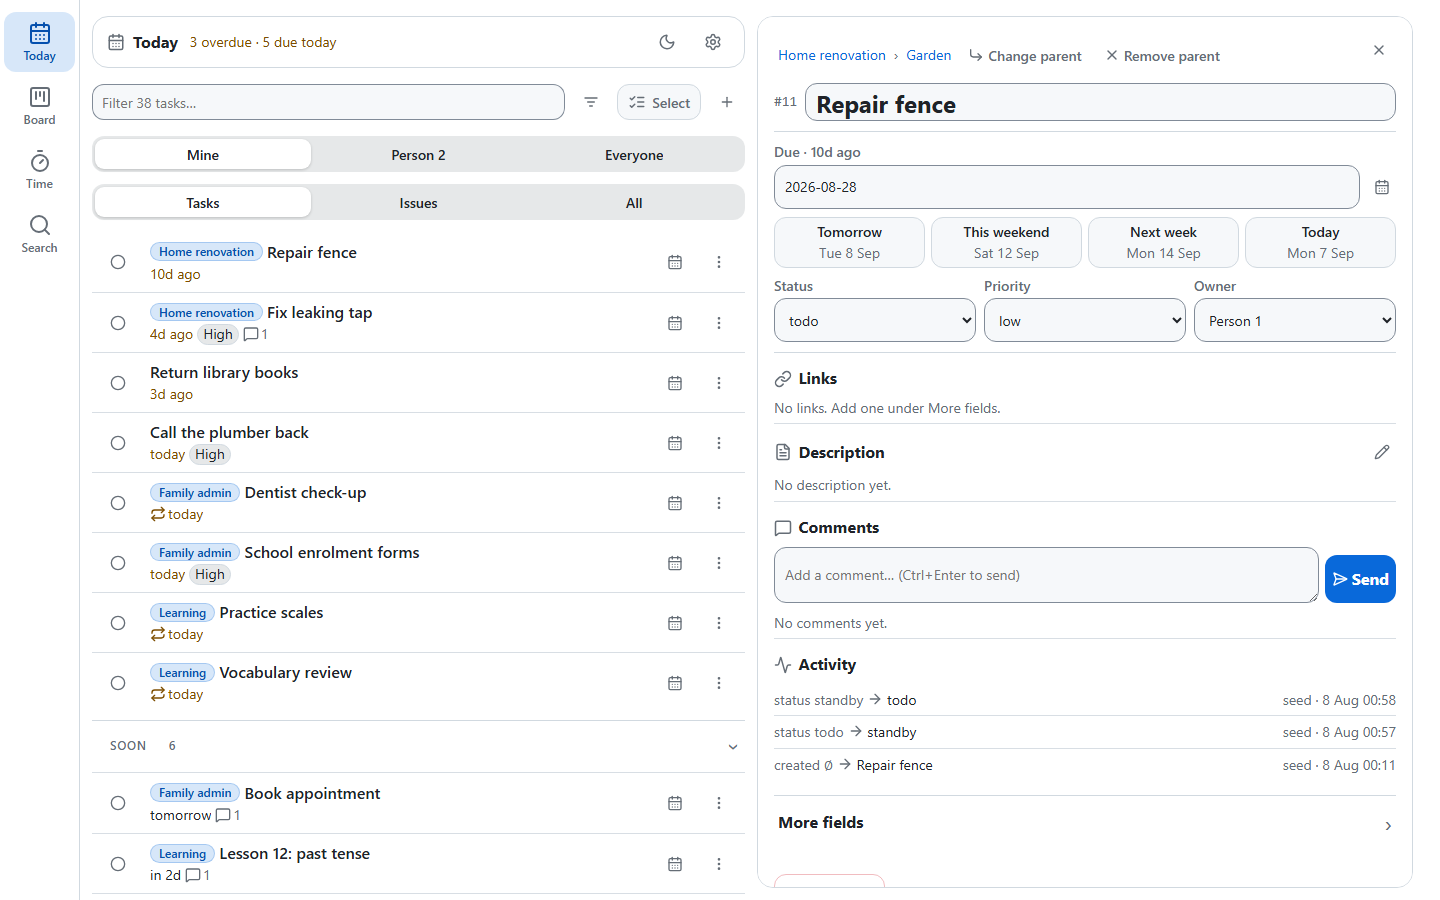 Today
Board
Time
Search
Today 3 overdue · 5 due today
Filter 38 tasks...
Select
Mine
Person 2
Everyone
Tasks
Issues
All
Home renovation Repair fence
10d ago
Home renovation Fix leaking tap
4d ago High 1
Return library books
3d ago
Call the plumber back
today High
Family admin Dentist check-up
today
Family admin School enrolment forms
today High
Learning Practice scales
today
Learning Vocabulary review
today
SOON 6
Family admin Book appointment
tomorrow 1
Learning Lesson 12: past tense
in 2d 1
Home renovation › Garden Change parent Remove parent
#11 Repair fence
Due · 10d ago
2026-08-28
Tomorrow
Tue 8 Sep
This weekend
Sat 12 Sep
Next week
Mon 14 Sep
Today
Mon 7 Sep
Status
todo
Priority
low
Owner
Person 1
Links
No links. Add one under More fields.
Description
No description yet.
Comments
Add a comment... (Ctrl+Enter to send)
Send
No comments yet.
Activity
status standby → todo seed · 8 Aug 00:58
status todo → standby seed · 8 Aug 00:57
created ∅ → Repair fence seed · 8 Aug 00:11
More fields